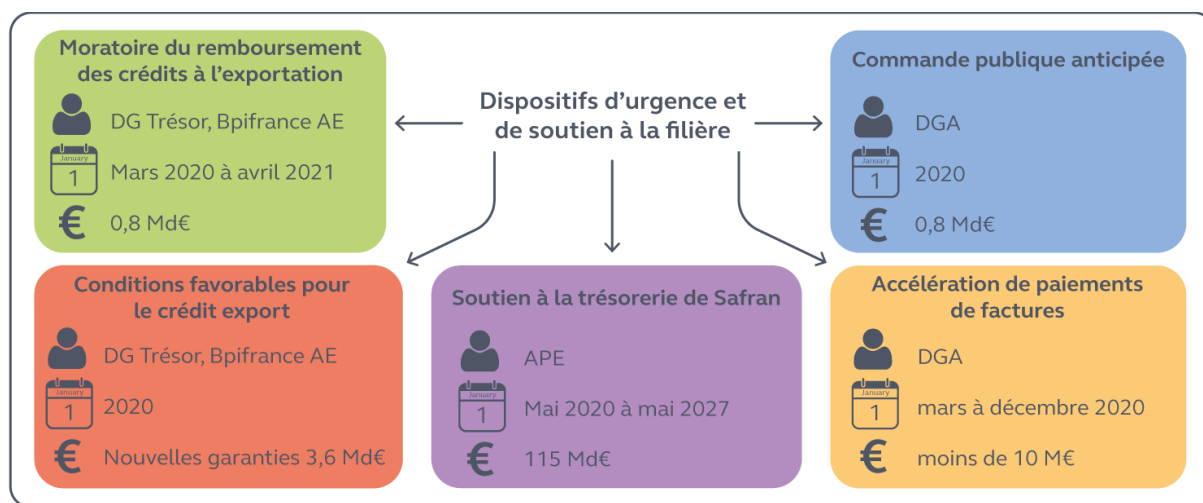 Moratoire du remboursement
des crédits à l'exportation
DG Trésor, Bpifrance AE
January
1
Mars 2020 à avril 2021
€
0,8 Md€
Dispositifs d'urgence et
de soutien à la filière
Commande publique anticipée
DGA
January
1
2020
€
0,8 Md€
Conditions favorables pour
le crédit export
DG Trésor, Bpifrance AE
January
1
2020
€
Nouvelles garanties 3,6 Md€
Soutien à la trésorerie de Safran
APE
January
1
Mai 2020 à mai 2027
€
115 Md€
Accélération de paiements
de factures
DGA
January
1
mars à décembre 2020
€
moins de 10 M€